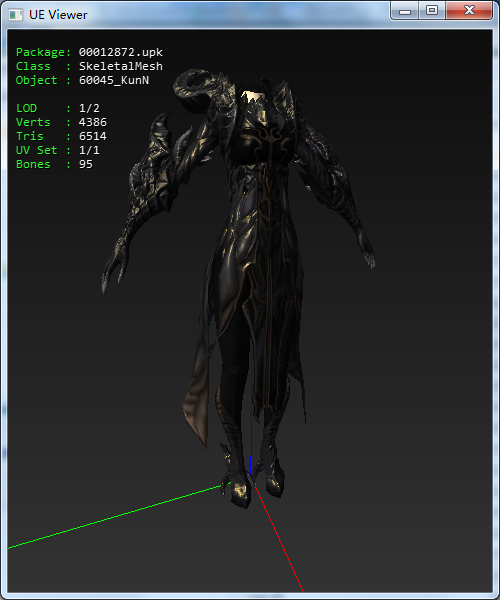 UE Viewer
Package: 00012872.upk
Class : SkeletalMesh
Object : 60045_KunN
LOD : 1/2
Verts : 4386
Tris : 6514
UV Set : 1/1
Bones : 95